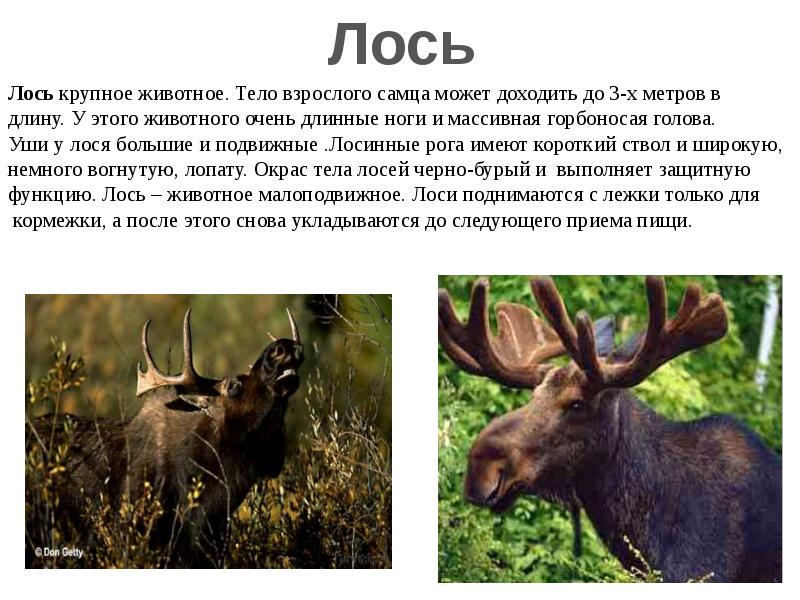 Лось
Лось крупное животное. Тело взрослого самца может доходить до 3-х метров в
длину. У этого животного очень длинные ноги и массивная горбоносая голова.
Уши у лося большие и подвижные .Лосинные рога имеют короткий ствол и широкую,
немного вогнутую, лопату. Окрас тела лосей черно-бурый и  выполняет защитную
функцию. Лось – животное малоподвижное. Лоси поднимаются с лежки только для
кормежки, а после этого снова укладываются до следующего приема пищи.
© Don Getty